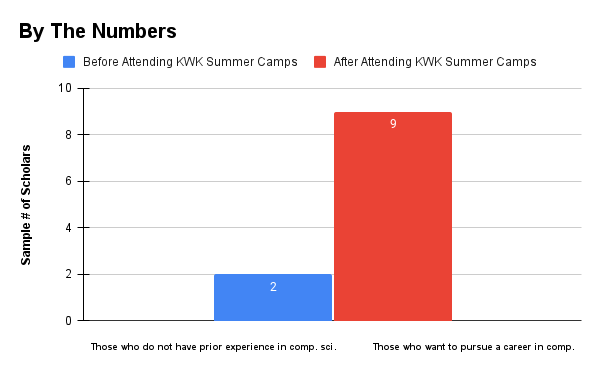 By The Numbers
Before Attending KWK Summer Camps After Attending KWK Summer Camps
10
8
6
4
2
0
Sample # of Scholars
9
2
Those who do not have prior experience in comp. sci. Those who want to pursue a career in comp.